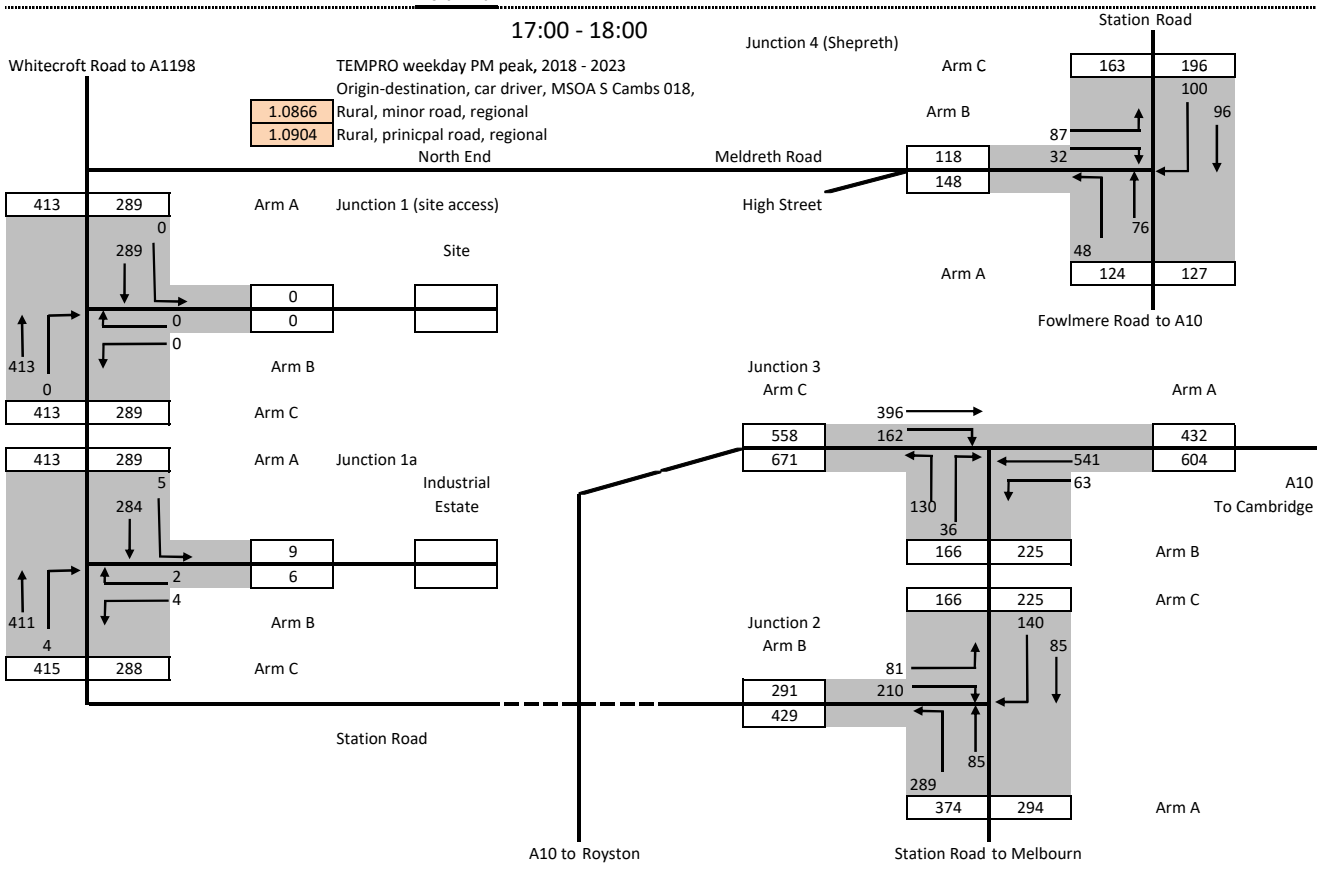 17:00 - 18:00
Station Road
Junction 4 (Shepreth)
Whitecroft Road to A1198
TEMPRO weekday PM peak, 2018 - 2023
Arm C
163 196
Origin-destination, car driver, MSOA S Cambs 018,
100
1.0866 Rural, minor road, regional
Arm B
96
1.0904 Rural, prinicpal road, regional
87
North End
Meldreth Road
118
32
148
413 289
Arm A
Junction 1 (site access)
High Street
0
76
289
Site
48
Arm A
124 127
0
0
0
Fowlmere Road to A10
0
413
Arm B
Junction 3
0
Arm C
Arm A
413 289
Arm C
396
558
162
432
413 289
Arm A
Junction 1a
671
541
604
5
Industrial
63
A10
284
Estate
130
To Cambridge
36
9
166 225
Arm B
2
6
4
166 225
Arm C
411
Arm B
Junction 2
140
4
Arm B
85
415 288
Arm C
81
291
210
429
Station Road
85
289
374 294
Arm A
A10 to Royston
Station Road to Melbourn